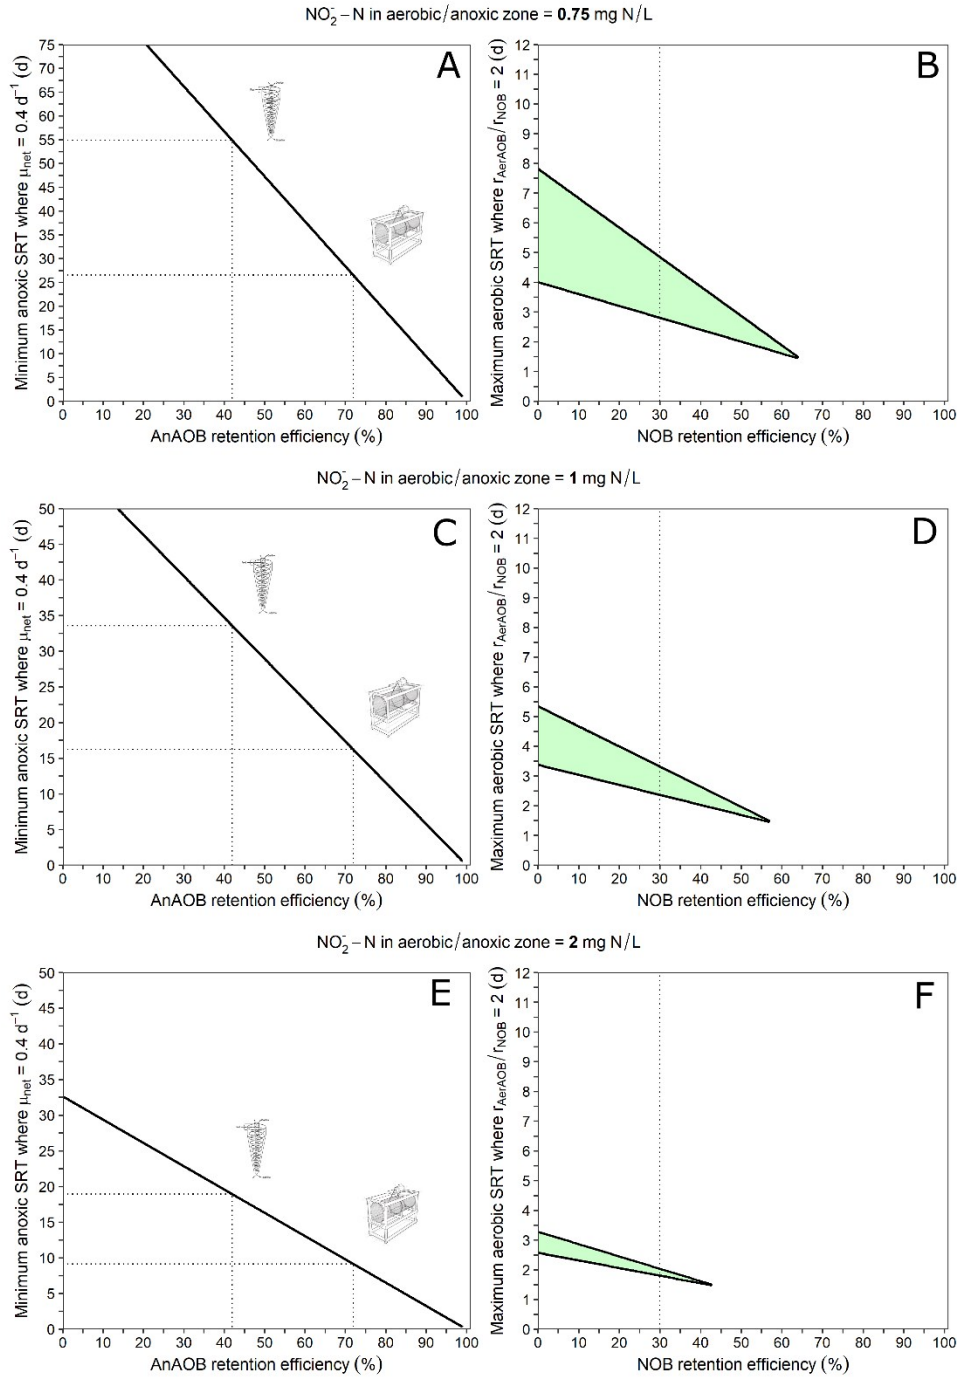 NO₂⁻ – N in aerobic/anoxic zone = 0.75 mg N/L
A
Minimum anoxic SRT where μnet = 0.4 d⁻¹ (d)
75
70
65
60
55
50
45
40
35
30
25
20
15
10
5
0
0 10 20 30 40 50 60 70 80 90 100
AnAOB retention efficiency (%)
B
Maximum aerobic SRT where rAerAOB/rNOB = 2 (d)
12
11
10
9
8
7
6
5
4
3
2
1
0
0 10 20 30 40 50 60 70 80 90 100
NOB retention efficiency (%)
NO₂⁻ – N in aerobic/anoxic zone = 1 mg N/L
C
Minimum anoxic SRT where μnet = 0.4 d⁻¹ (d)
50
45
40
35
30
25
20
15
10
5
0
0 10 20 30 40 50 60 70 80 90 100
AnAOB retention efficiency (%)
D
Maximum aerobic SRT where rAerAOB/rNOB = 2 (d)
12
11
10
9
8
7
6
5
4
3
2
1
0
0 10 20 30 40 50 60 70 80 90 100
NOB retention efficiency (%)
NO₂⁻ – N in aerobic/anoxic zone = 2 mg N/L
E
Minimum anoxic SRT where μnet = 0.4 d⁻¹ (d)
50
45
40
35
30
25
20
15
10
5
0
0 10 20 30 40 50 60 70 80 90 100
AnAOB retention efficiency (%)
F
Maximum aerobic SRT where rAerAOB/rNOB = 2 (d)
12
11
10
9
8
7
6
5
4
3
2
1
0
0 10 20 30 40 50 60 70 80 90 100
NOB retention efficiency (%)